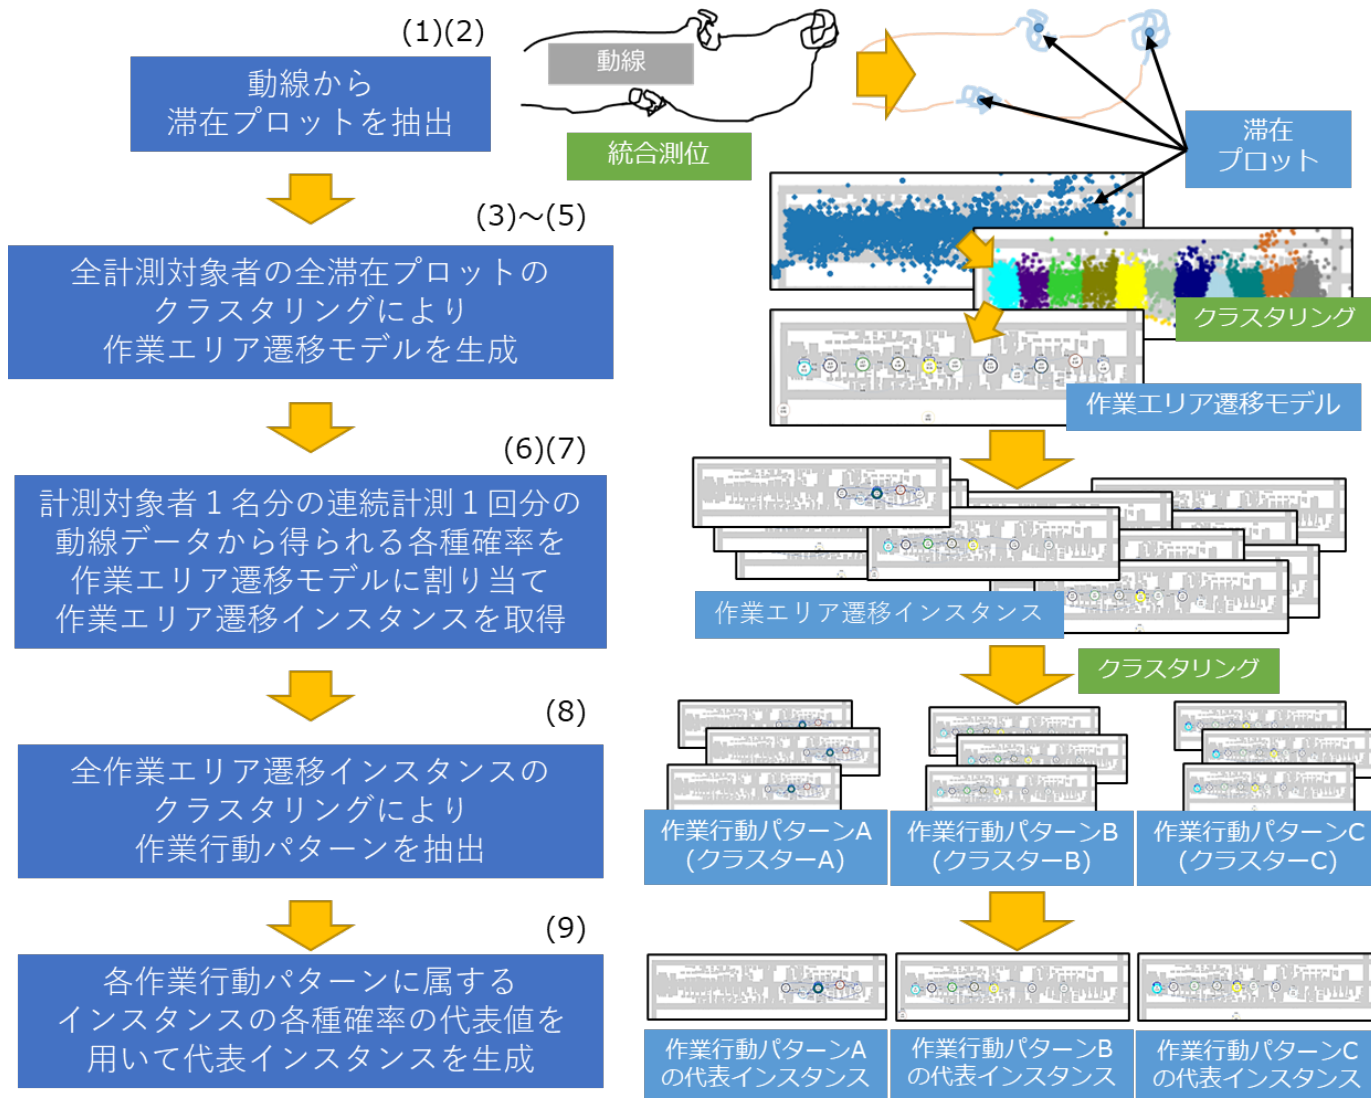 (1)(2)
動線から
滞在プロットを抽出
動線
統合測位
滞在
プロット
(3)～(5)
全計測対象者の全滞在プロットの
クラスタリングにより
作業エリア遷移モデルを生成
クラスタリング
作業エリア遷移モデル
(6)(7)
計測対象者１名分の連続計測１回分の
動線データから得られる各種確率を
作業エリア遷移モデルに割り当て
作業エリア遷移インスタンスを取得
作業エリア遷移インスタンス
クラスタリング
(8)
全作業エリア遷移インスタンスの
クラスタリングにより
作業行動パターンを抽出
作業行動パターンA
(クラスターA)
作業行動パターンB
(クラスターB)
作業行動パターンC
(クラスターC)
(9)
各作業行動パターンに属する
インスタンスの各種確率の代表値を
用いて代表インスタンスを生成
作業行動パターンA
の代表インスタンス
作業行動パターンB
の代表インスタンス
作業行動パターンC
の代表インスタンス